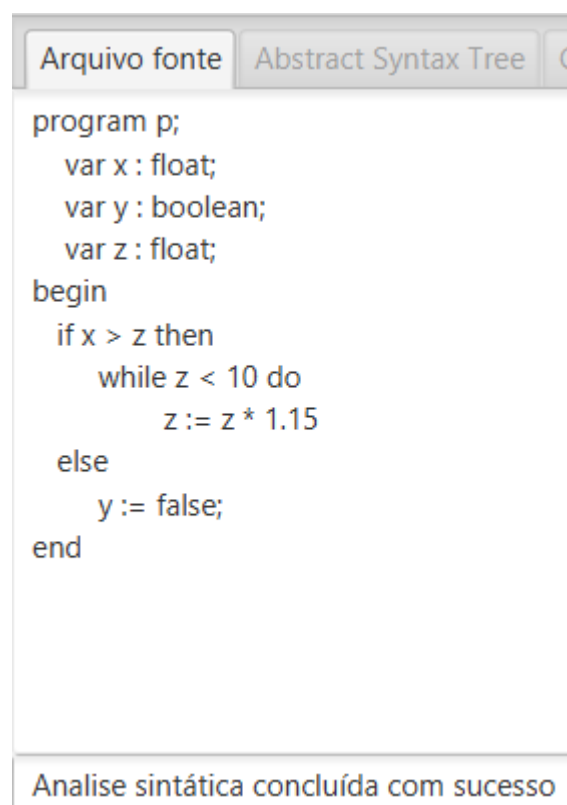 Arquivo fonte Abstract Syntax Tree
program p;
var x : float;
var y : boolean;
var z : float;
begin
if x > z then
while z < 10 do
z := z * 1.15
else
y := false;
end
Analise sintática concluída com sucesso